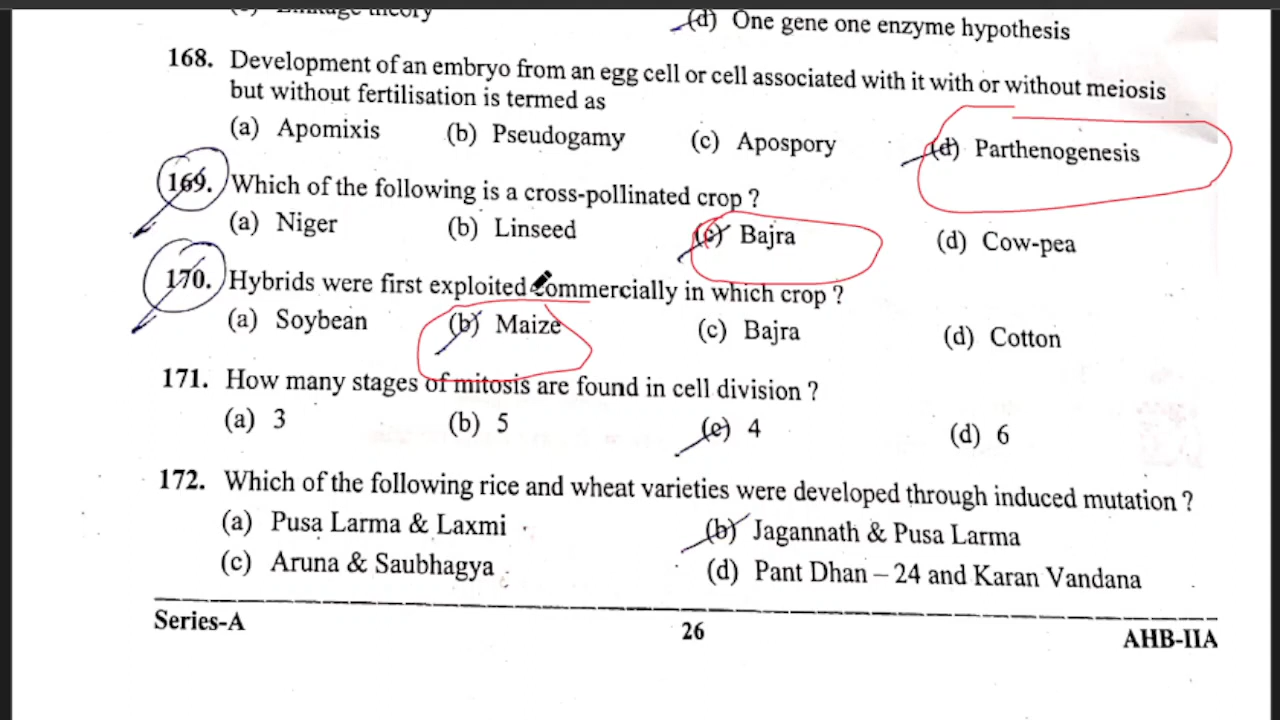 (d) One gene one enzyme hypothesis
168. Development of an embryo from an egg cell or cell associated with it with or without meiosis
but without fertilisation is termed as
(a) Apomixis (b) Pseudogamy (c) Apospory (d) Parthenogenesis
169. Which of the following is a cross-pollinated crop ?
(a) Niger (b) Linseed (c) Bajra (d) Cow-pea
170. Hybrids were first exploited commercially in which crop ?
(a) Soybean (b) Maize (c) Bajra (d) Cotton
171. How many stages of mitosis are found in cell division ?
(a) 3 (b) 5 (c) 4 (d) 6
172. Which of the following rice and wheat varieties were developed through induced mutation ?
(a) Pusa Larma & Laxmi (b) Jagannath & Pusa Larma
(c) Aruna & Saubhagya (d) Pant Dhan – 24 and Karan Vandana
Series-A 26 AHB-IIA